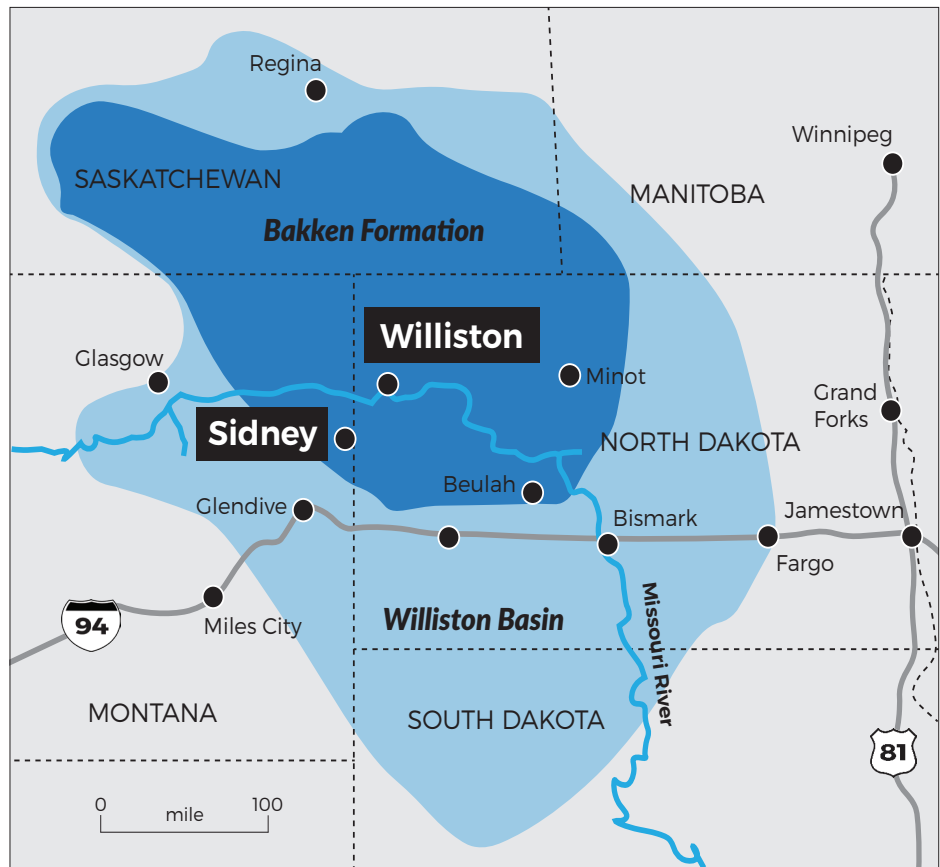 Regina
Winnipeg
SASKATCHEWAN
MANITOBA
Bakken Formation
Williston
Glasgow
Minot
Grand
Forks
Sidney
NORTH DAKOTA
Beulah
Glendive
Jamestown
Bismark
Fargo
94
Miles City
Williston Basin
Missouri River
MONTANA
SOUTH DAKOTA
81
0 100
mile